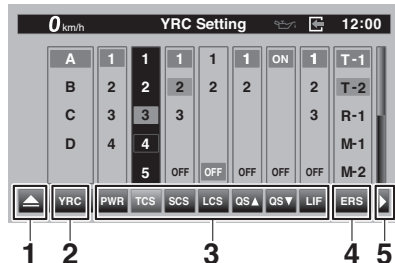 0 km/h YRC Setting 12:00
A 1 1 1 1 1 ON 1 T-1
B 2 2 2 2 2 2 T-2
C 3 3 3 3 R-1
D 4 4 M-1
5 OFF OFF OFF OFF M-2
YRC PWR TCS SCS LCS QS▲ QS▼ LIF ERS
1 2 3 4 5